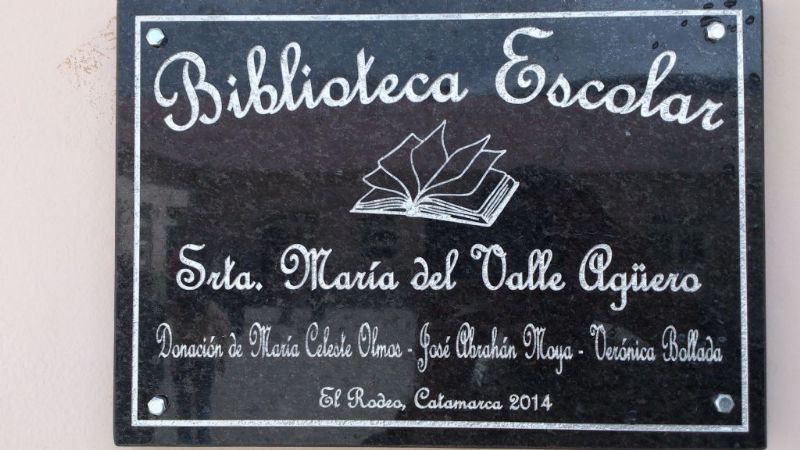 Biblioteca Escolar
Srta. María del Valle Agüero
Donación de María Celeste Olmos - José Abrahán Moya - Verónica Bollada
El Rodeo, Catamarca 2014